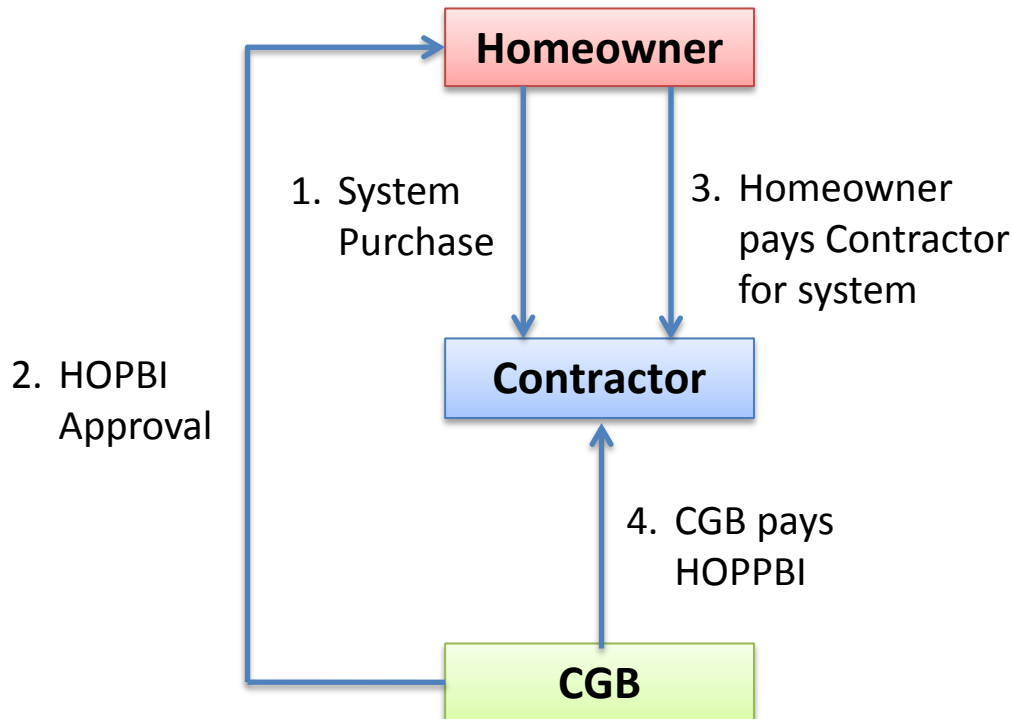 Homeowner
1. System
Purchase
3. Homeowner
pays Contractor
for system
2. HOPBI
Approval
Contractor
4. CGB pays
HOPPBI
CGB